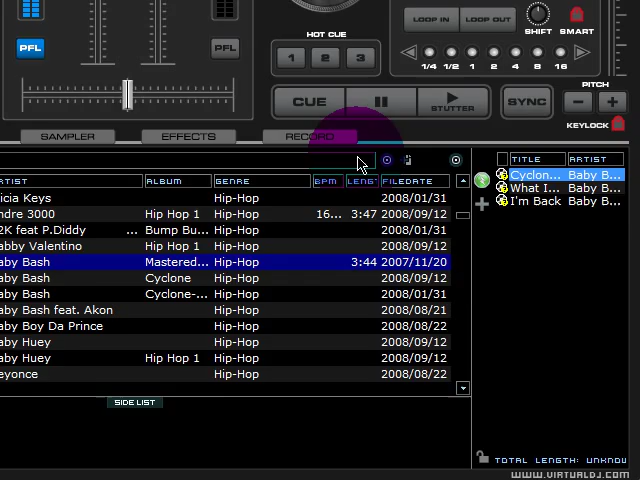 LOOP IN
LOOP OUT
SHIFT
SMART
PFL
PFL
HOT CUE
1
2
3
1/4
1/2
1
2
4
8
16
CUE
STUTTER
SYNC
PITCH
KEYLOCK
SAMPLER
EFFECTS
RECORD
RTIST
ALBUM
GENRE
BPM
LENGT
FILEDATE
icia Keys Hip-Hop 2008/01/31
ndre 3000 Hip Hop 1 Hip-Hop 16... 3:47 2008/09/12
2K feat P.Diddy ... Bump Bu... Hip-Hop 2008/01/31
abby Valentino Hip Hop 1 Hip-Hop 2008/09/12
aby Bash Mastered... Hip-Hop 3:44 2007/11/20
aby Bash Cyclone Hip-Hop 2008/09/12
aby Bash Cyclone-... Hip-Hop 2008/01/31
aby Bash feat. Akon Hip-Hop 2008/08/21
aby Boy Da Prince Hip-Hop 2008/08/22
aby Huey Hip-Hop 2008/09/12
aby Huey Hip Hop 1 Hip-Hop 2008/09/12
eyonce Hip-Hop 2008/08/22
SIDE LIST
TITLE ARTIST
Cyclon... Baby B...
What I... Baby B...
I'm Back Baby B...
TOTAL LENGTH: UNKNOU
WWW.VIRTUALDJ.COM